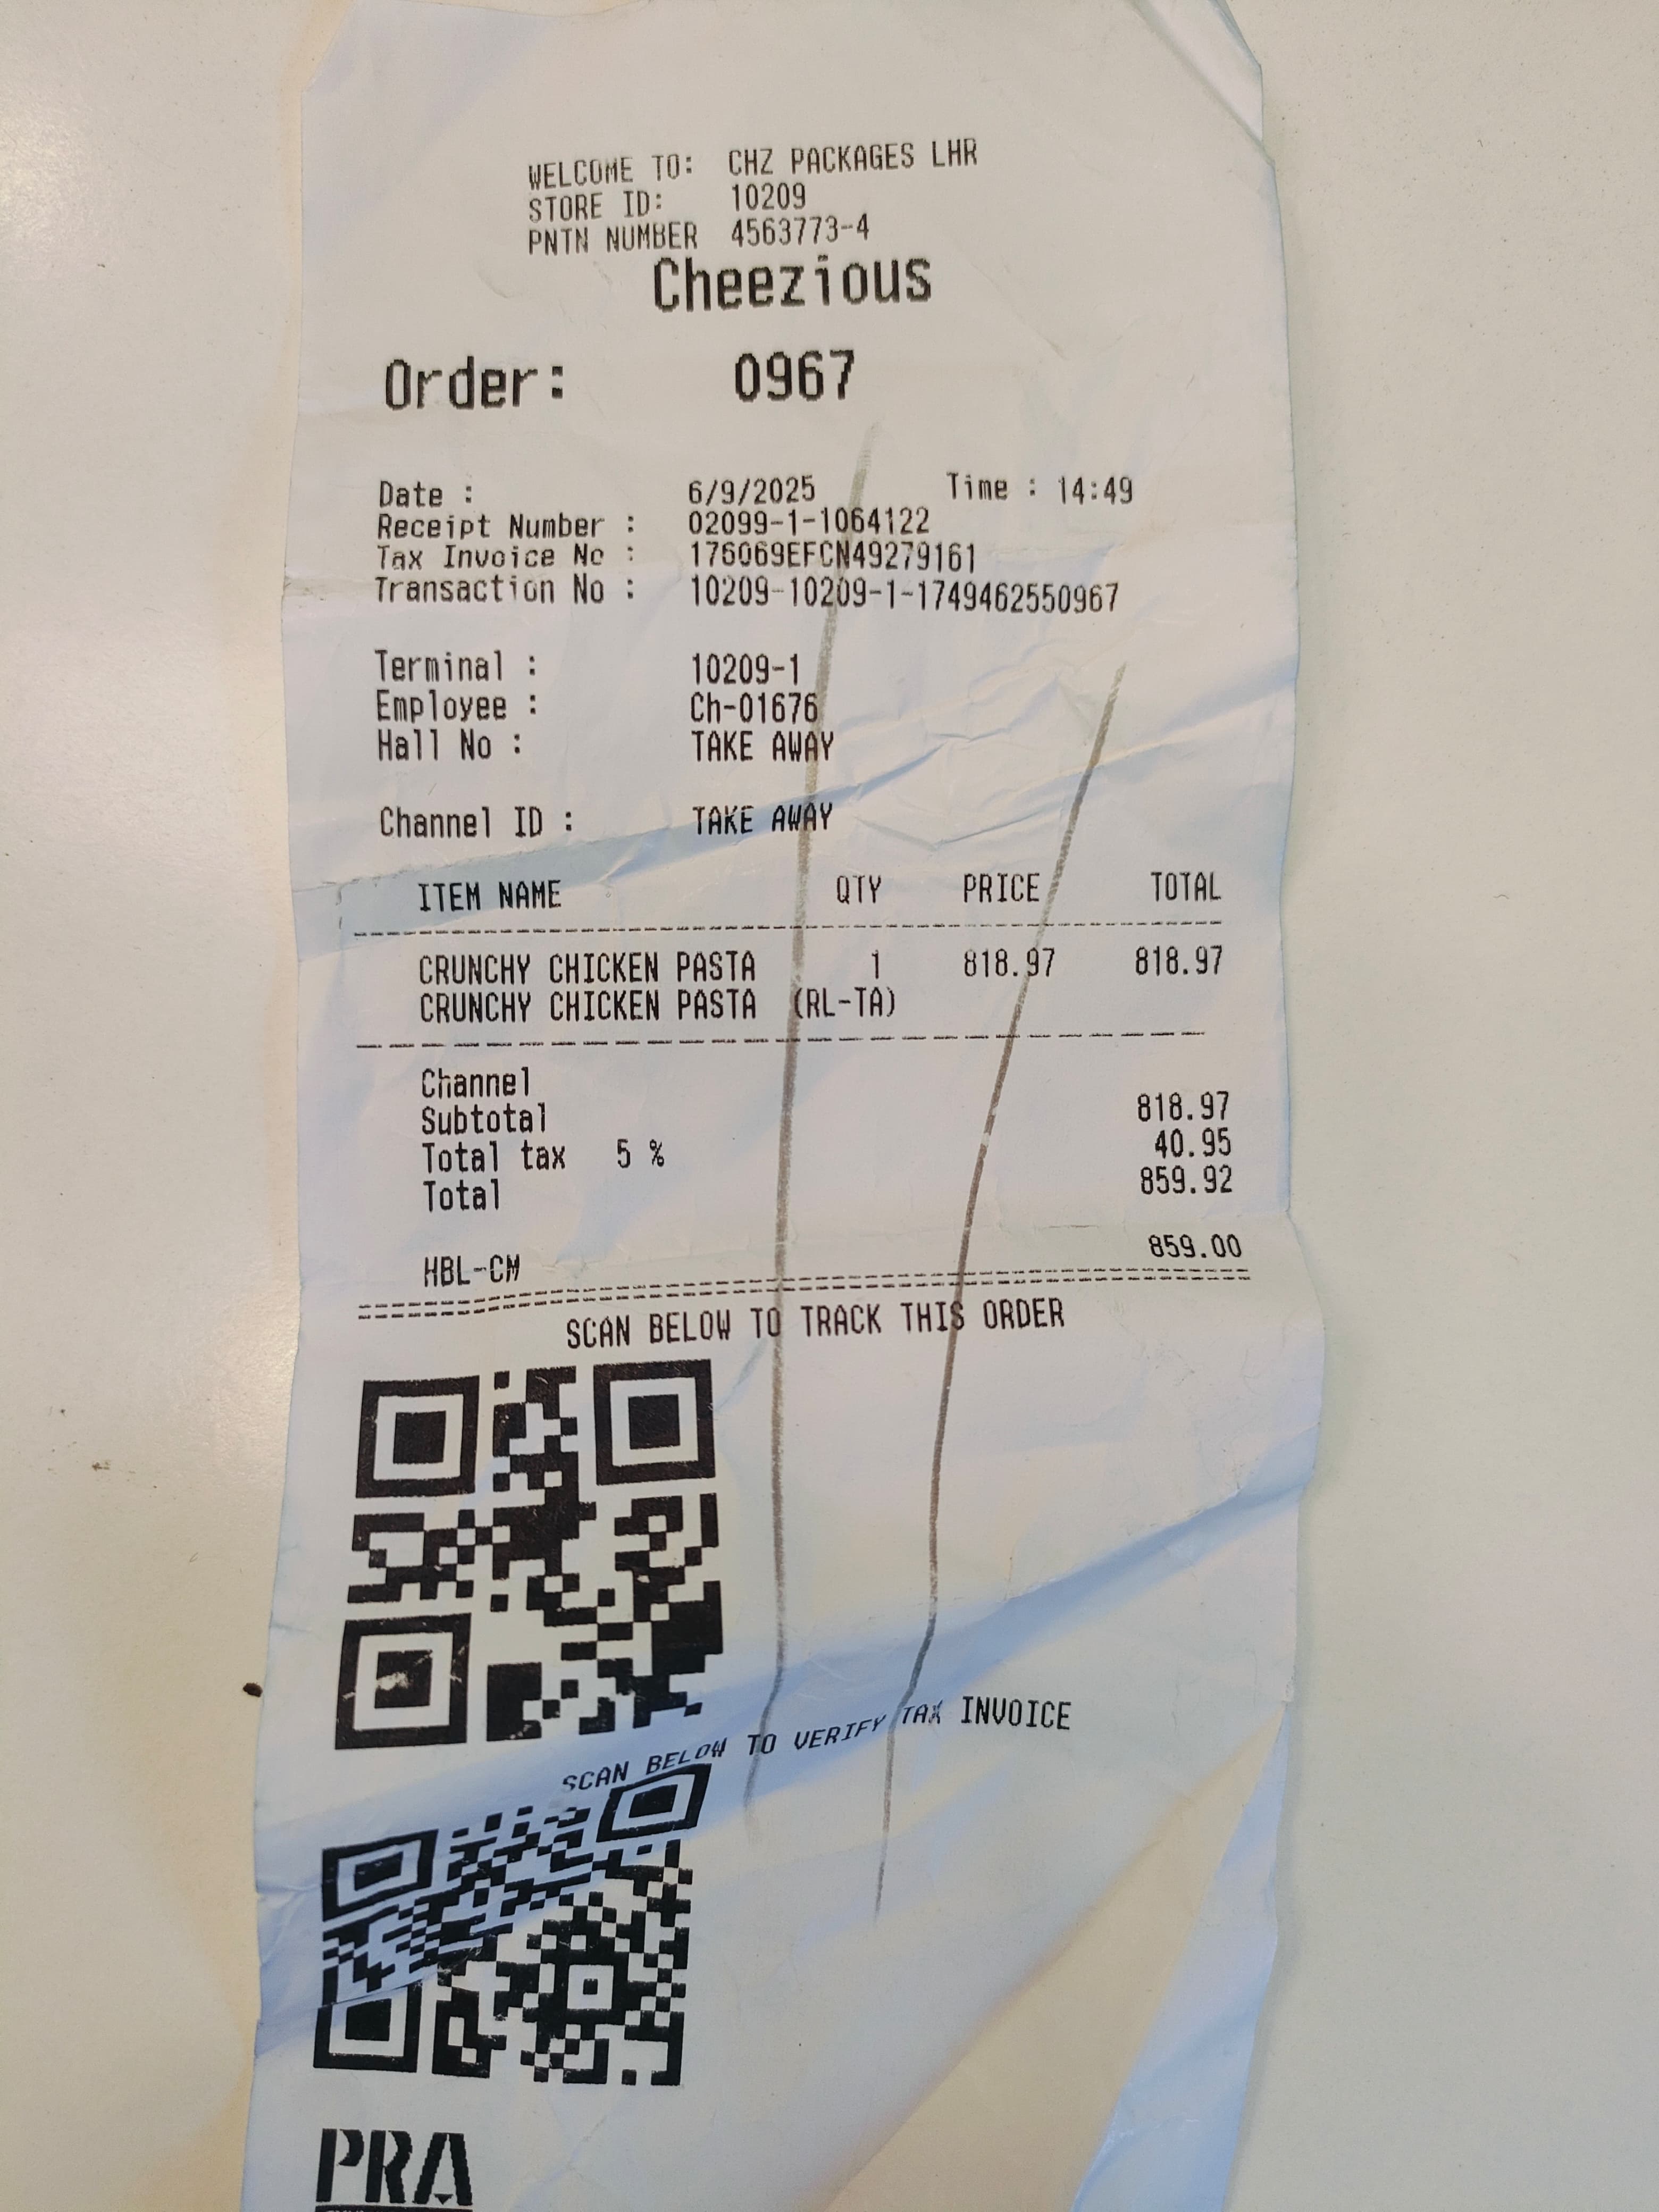 WELCOME TO: CHZ PACKAGES LHR
STORE ID: 10209
PNTN NUMBER 4563773-4
Cheezious
Order: 0967
Date : 6/9/2025 Time : 14:49
Receipt Number : 02099-1-1064122
Tax Invoice No : 176069EFCN49279161
Transaction No : 10209-10209-1-1749462550967
Terminal : 10209-1
Employee : Ch-01676
Hall No : TAKE AWAY
Channel ID : TAKE AWAY
ITEM NAME QTY PRICE TOTAL
CRUNCHY CHICKEN PASTA 1 818.97 818.97
CRUNCHY CHICKEN PASTA (RL-TA)
Channel
Subtotal 818.97
Total tax 5 % 40.95
Total 859.92
HBL-CM 859.00
SCAN BELOW TO TRACK THIS ORDER
SCAN BELOW TO VERIFY TAX INVOICE
PRA